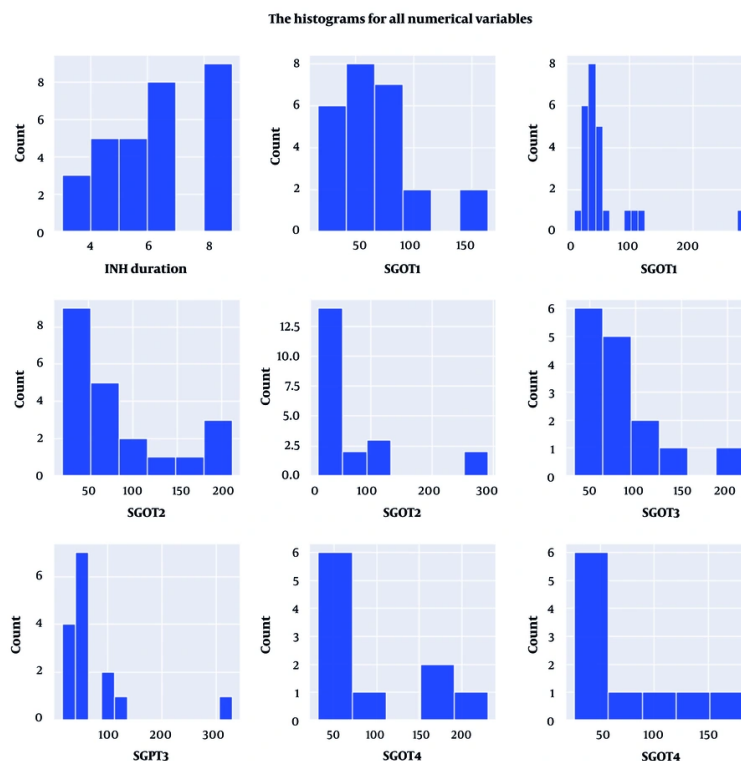 The histograms for all numerical variables
Count
8
6
4
2
0
4 6 8
INH duration
Count
8
6
4
2
0
50 100 150
SGOT1
Count
8
6
4
2
0
0 100 200
SGOT1
Count
8
6
4
2
0
50 100 150 200
SGOT2
Count
12.5
10.0
7.5
5.0
2.5
0.0
0 100 200 300
SGOT2
Count
6
5
4
3
2
1
0
50 100 150 200
SGOT3
Count
6
4
2
0
100 200 300
SGPT3
Count
6
5
4
3
2
1
0
50 100 150 200
SGOT4
Count
6
5
4
3
2
1
0
50 100 150
SGOT4